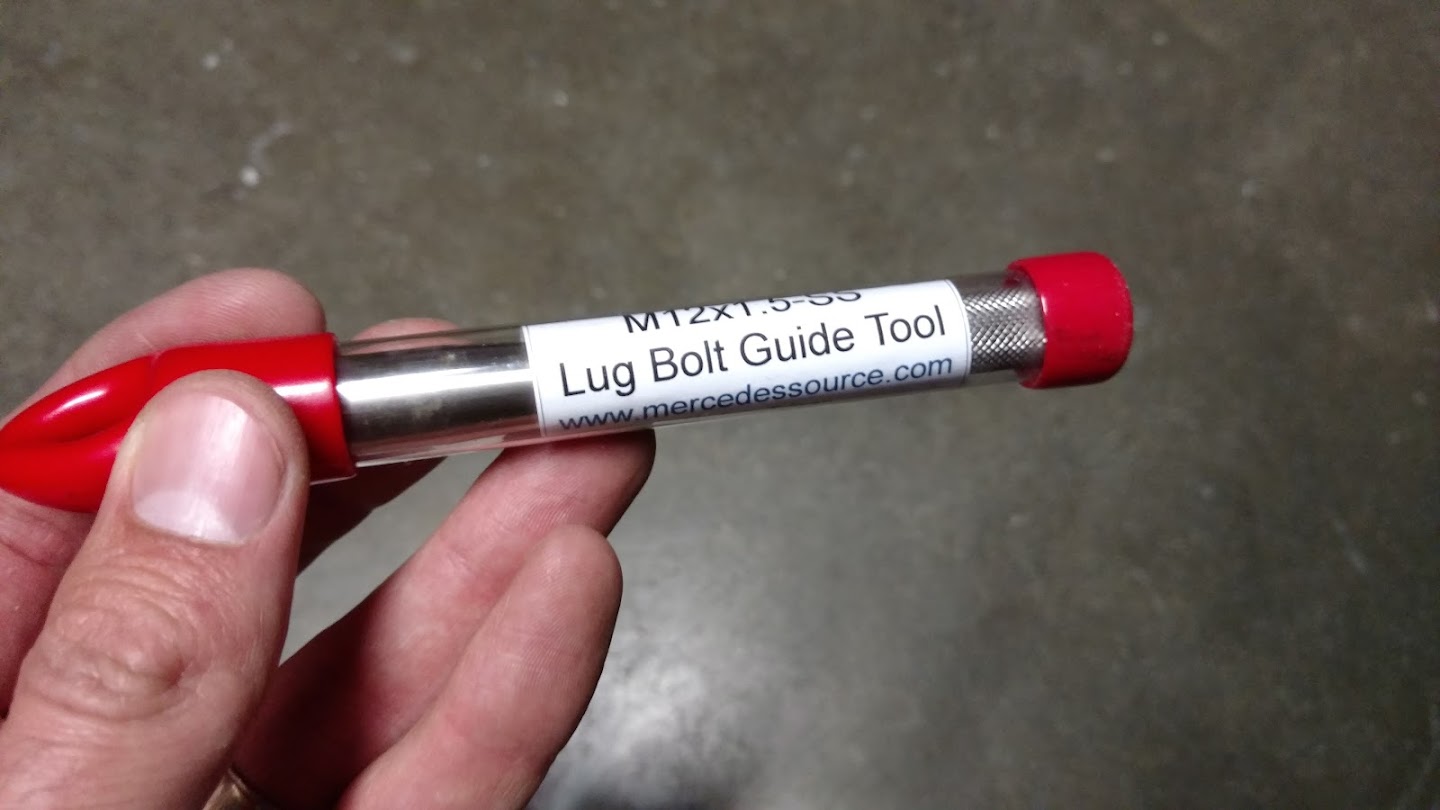 M12x1.5-SS
Lug Bolt Guide Tool
www.mercedessource.com